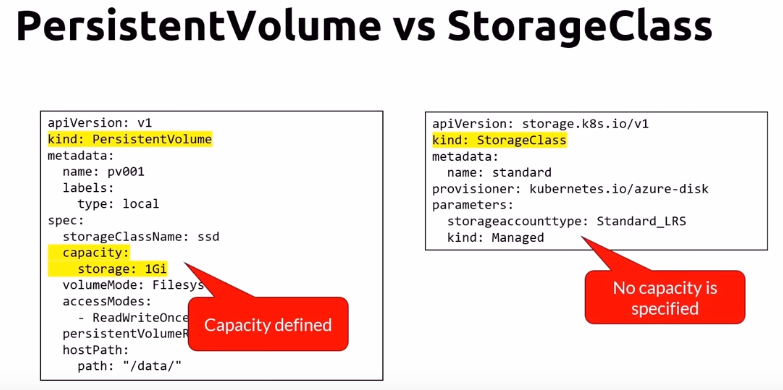 PersistentVolume vs StorageClass
apiVersion: v1
kind: PersistentVolume
metadata:
name: pv001
labels:
type: local
spec:
storageClassName: ssd
capacity:
storage: 1Gi
volumeMode: Filesys
accessModes:
- ReadWriteOnce
persistentVolumeR
hostPath:
path: "/data/"
Capacity defined
apiVersion: storage.k8s.io/v1
kind: StorageClass
metadata:
name: standard
provisioner: kubernetes.io/azure-disk
parameters:
storageaccounttype: Standard_LRS
kind: Managed
No capacity is
specified